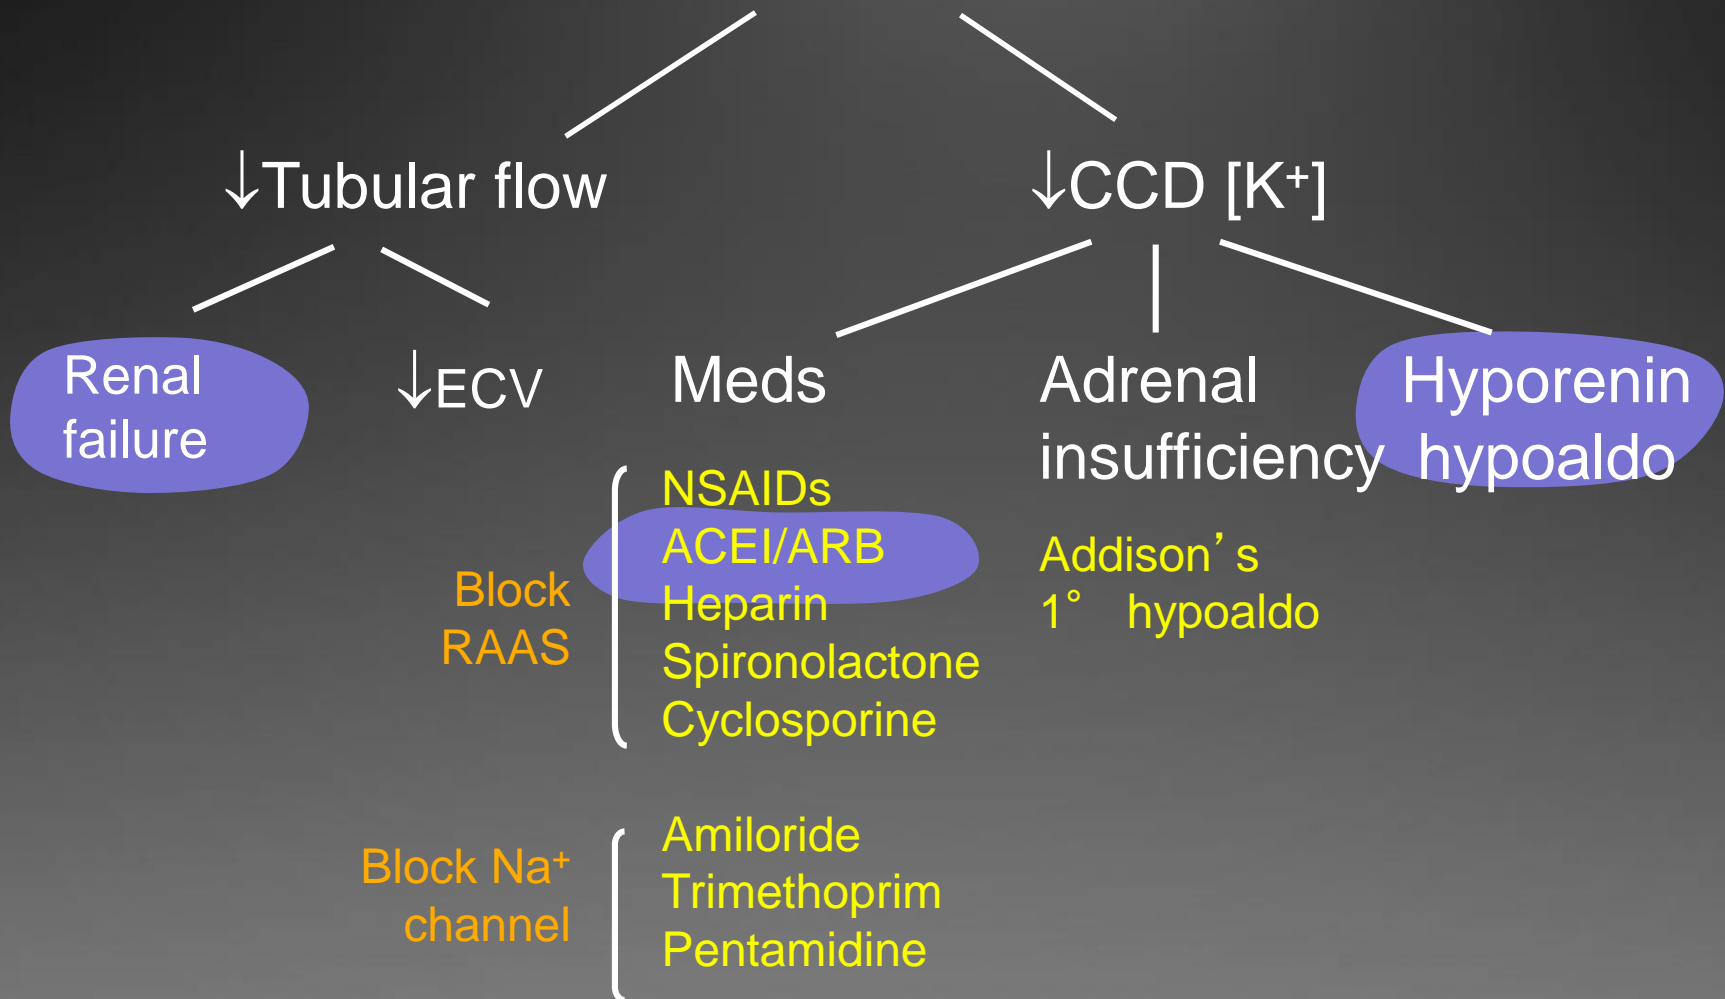 ↓Tubular flow
↓CCD [K⁺]
Renal
failure
↓ECV
Meds
Adrenal
insufficiency
Hyporenin
hypoaldo
Block
RAAS
NSAIDs
ACEI/ARB
Heparin
Spironolactone
Cyclosporine
Addison’s
1° hypoaldo
Block Na⁺
channel
Amiloride
Trimethoprim
Pentamidine